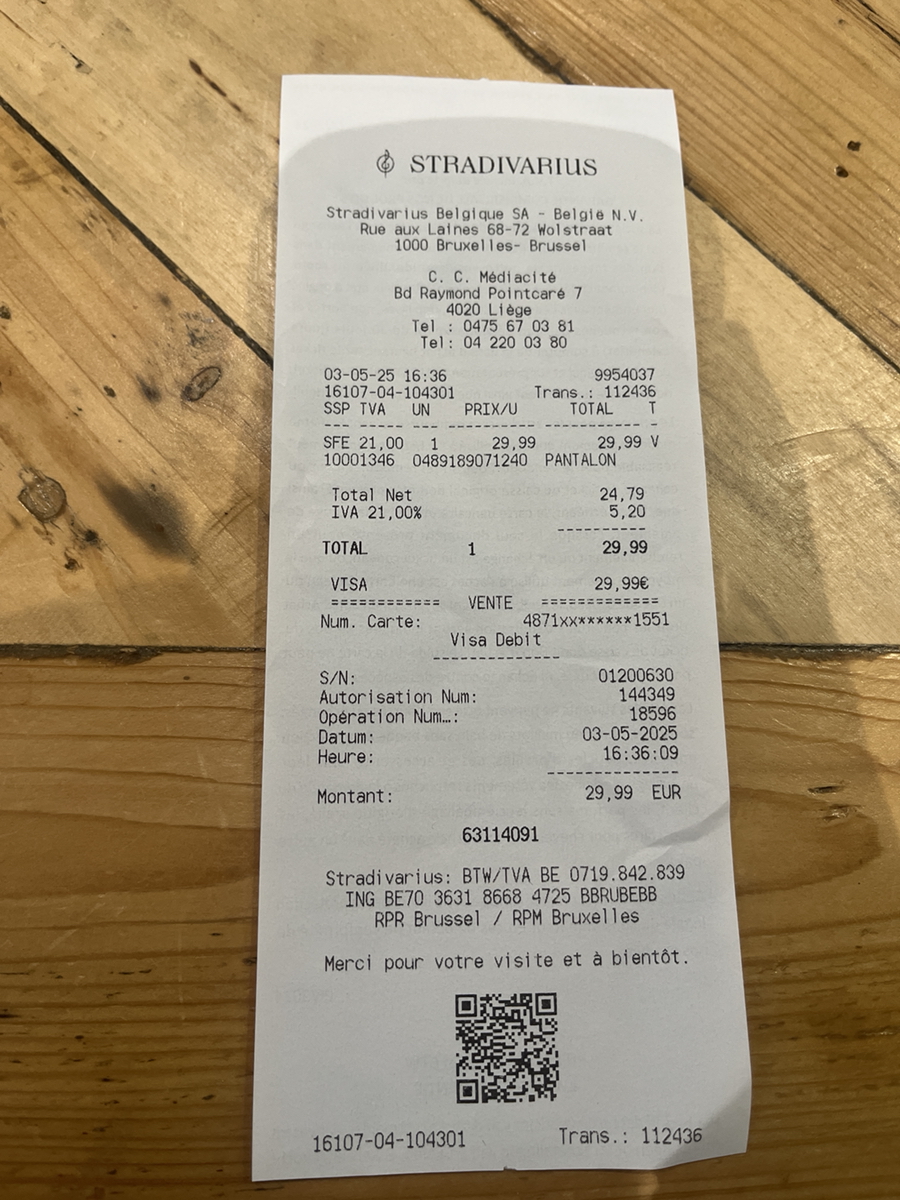 STRADIVARIUS
Stradivarius Belgique SA - België N.V.
Rue aux Laines 68-72 Wolstraat
1000 Bruxelles- Brussel
C. C. Médiacité
Bd Raymond Pointcaré 7
4020 Liège
Tel : 0475 67 03 81
Tel: 04 220 03 80
03-05-25 16:36 9954037
16107-04-104301 Trans.: 112436
SSP TVA UN PRIX/U TOTAL T
--- ----- --- --------- ---------- -
SFE 21,00 1 29,99 29,99 V
10001346 0489189071240 PANTALON
Total Net 24,79
IVA 21,00% 5,20
----------
TOTAL 1 29,99
VISA 29,99€
============ VENTE =============
Num. Carte: 4871xx******1551
Visa Debit
--------------
S/N: 01200630
Autorisation Num: 144349
Opération Num…: 18596
Datum: 03-05-2025
Heure: 16:36:09
--------------
Montant: 29,99 EUR
63114091
Stradivarius: BTW/TVA BE 0719.842.839
ING BE70 3631 8668 4725 BBRUBEBB
RPR Brussel / RPM Bruxelles
Merci pour votre visite et à bientôt.
16107-04-104301 Trans.: 112436